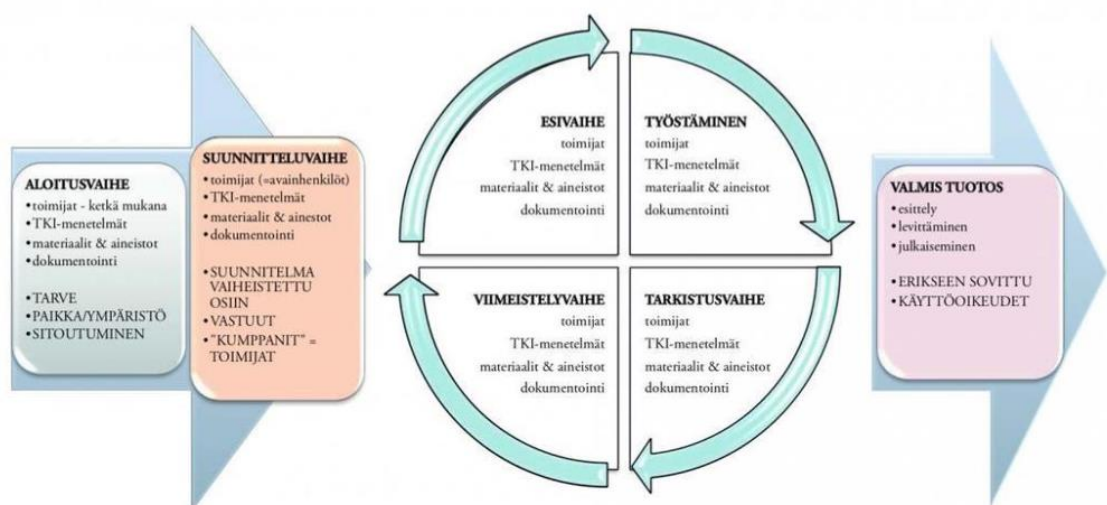 ALOITUSVAIHE
•toimijat - ketkä mukana
•TKI-menetelmät
•materiaalit & aineistot
•dokumentointi
•TARVE
•PAIKKA/YMPÄRISTÖ
•SITOUTUMINEN
SUUNNITTELUVAIHE
•toimijat (=avainhenkilöt)
•TKI-menetelmät
•materiaalit & ainestot
•dokumentointi
•SUUNNITELMA
VAIHEISTETTU
OSIIN
•VASTUUT
•"KUMPPANIT" =
TOIMIJAT
ESIVAIHE
toimijat
TKI-menetelmät
materiaalit & aineistot
dokumentointi
TYÖSTÄMINEN
toimijat
TKI-menetelmät
materiaalit & aineistot
dokumentointi
VIIMEISTELYVAIHE
toimijat
TKI-menetelmät
materiaalit & aineistot
dokumentointi
TARKISTUSVAIHE
toimijat
TKI-menetelmät
materiaalit & aineistot
dokumentointi
VALMIS TUOTOS
•esittely
•levittäminen
•julkaiseminen
•ERIKSEEN SOVITTU
•KÄYTTÖOIKEUDET